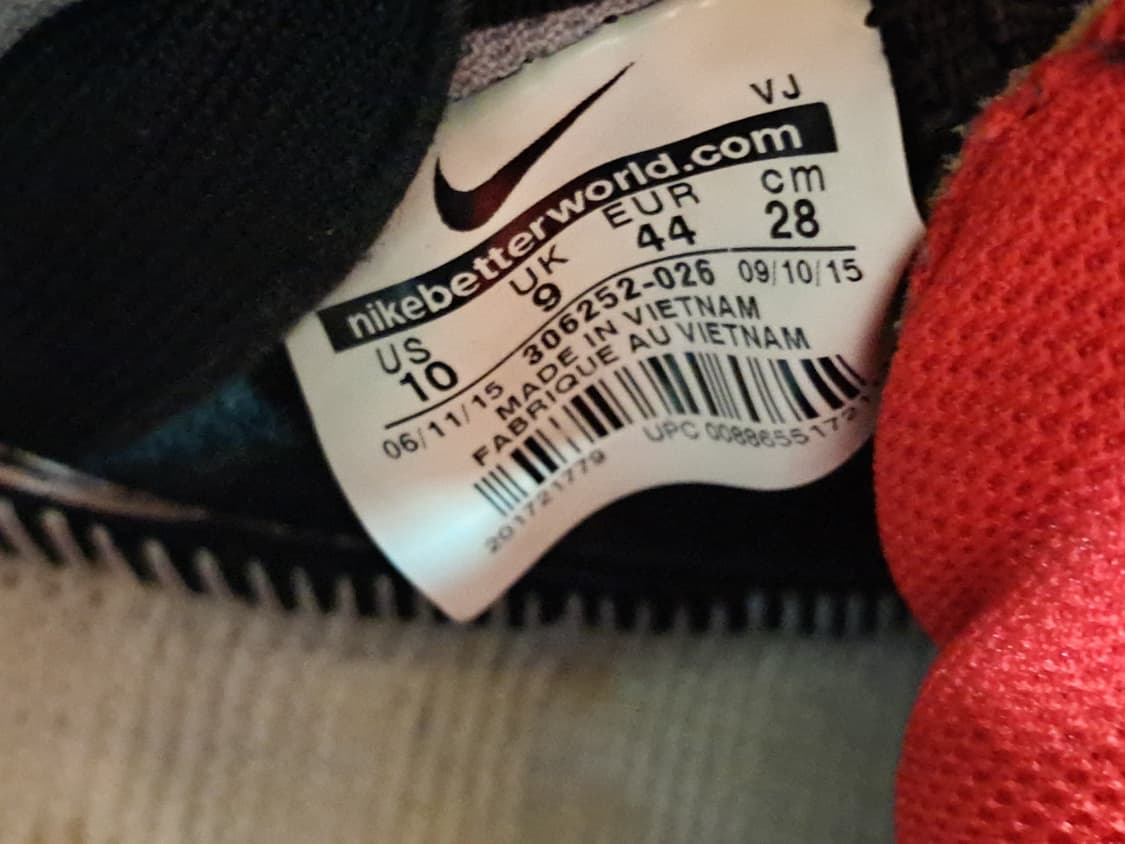 VJ
nikebetterworld.com
US UK EUR cm
10 9 44 28
06/11/15 306252-026 09/10/15
MADE IN VIETNAM
FABRIQUE AU VIETNAM
201721779 UPC 00886551721